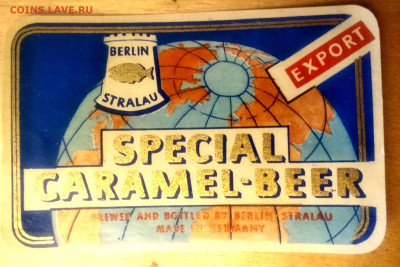 COINS.LAVE.RU
BERLIN
STRALAU
EXPORT
SPECIAL
CARAMEL-BEER
BREWED AND BOTTLED BY BERLIN STRALAU
MADE IN GERMANY